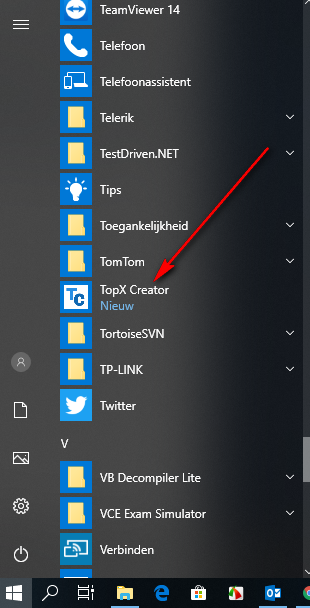 TeamViewer 14
Telefoon
Telefoonassistent
Telerik
TestDriven.NET
Tips
Toegankelijkheid
TomTom
TC
TopX Creator
Nieuw
TortoiseSVN
TP-LINK
Twitter
V
VB Decompiler Lite
VCE Exam Simulator
Verbinden